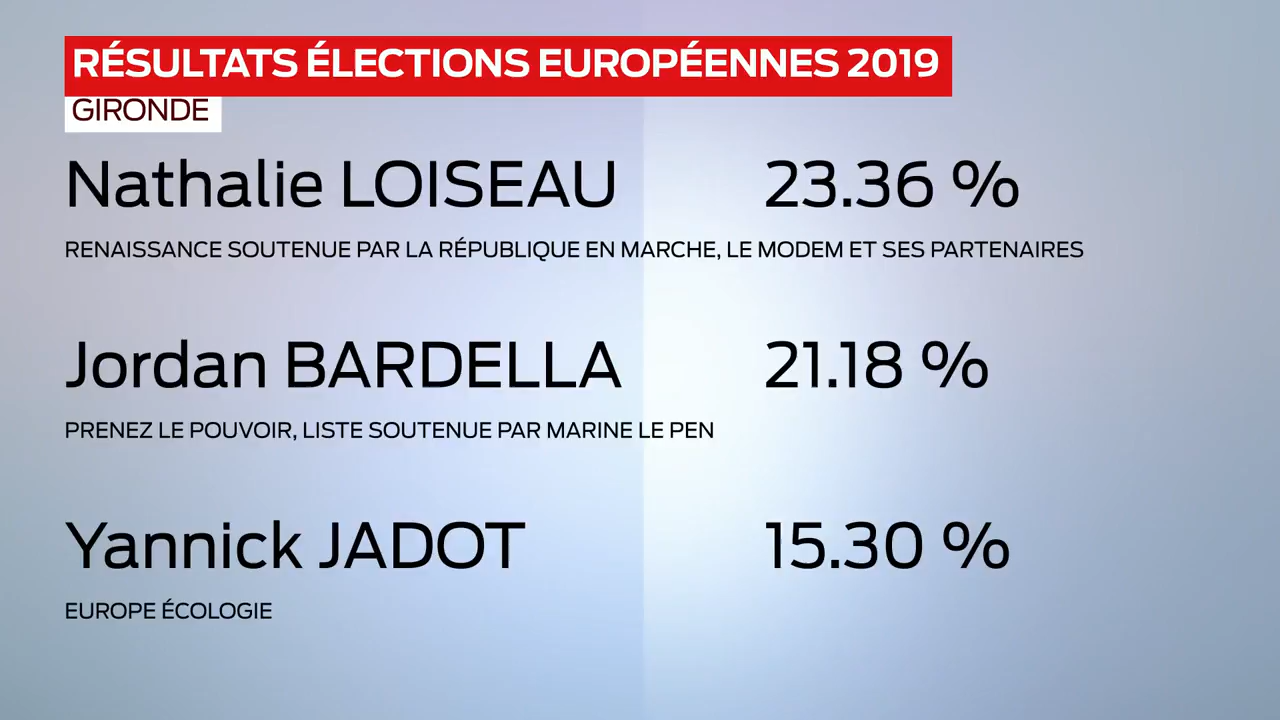 RÉSULTATS ÉLECTIONS EUROPÉENNES 2019
GIRONDE
Nathalie LOISEAU 23.36 %
RENAISSANCE SOUTENUE PAR LA RÉPUBLIQUE EN MARCHE, LE MODEM ET SES PARTENAIRES
Jordan BARDELLA 21.18 %
PRENEZ LE POUVOIR, LISTE SOUTENUE PAR MARINE LE PEN
Yannick JADOT 15.30 %
EUROPE ÉCOLOGIE